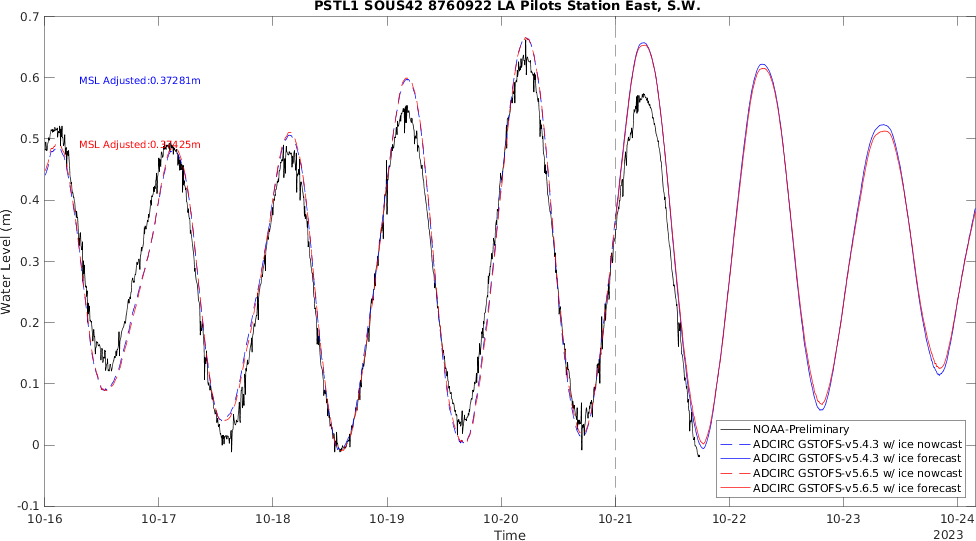 PSTL1 SOUS42 8760922 LA Pilots Station East, S.W.
0.7
0.6
0.5
0.4
0.3
0.2
0.1
0
-0.1
Water Level (m)
MSL Adjusted:0.37281m
MSL Adjusted:0.37425m
NOAA-Preliminary
ADCIRC GSTOFS-v5.4.3 w/ ice nowcast
ADCIRC GSTOFS-v5.4.3 w/ ice forecast
ADCIRC GSTOFS-v5.6.5 w/ ice nowcast
ADCIRC GSTOFS-v5.6.5 w/ ice forecast
10-16 10-17 10-18 10-19 10-20 10-21 10-22 10-23 10-24
Time
2023